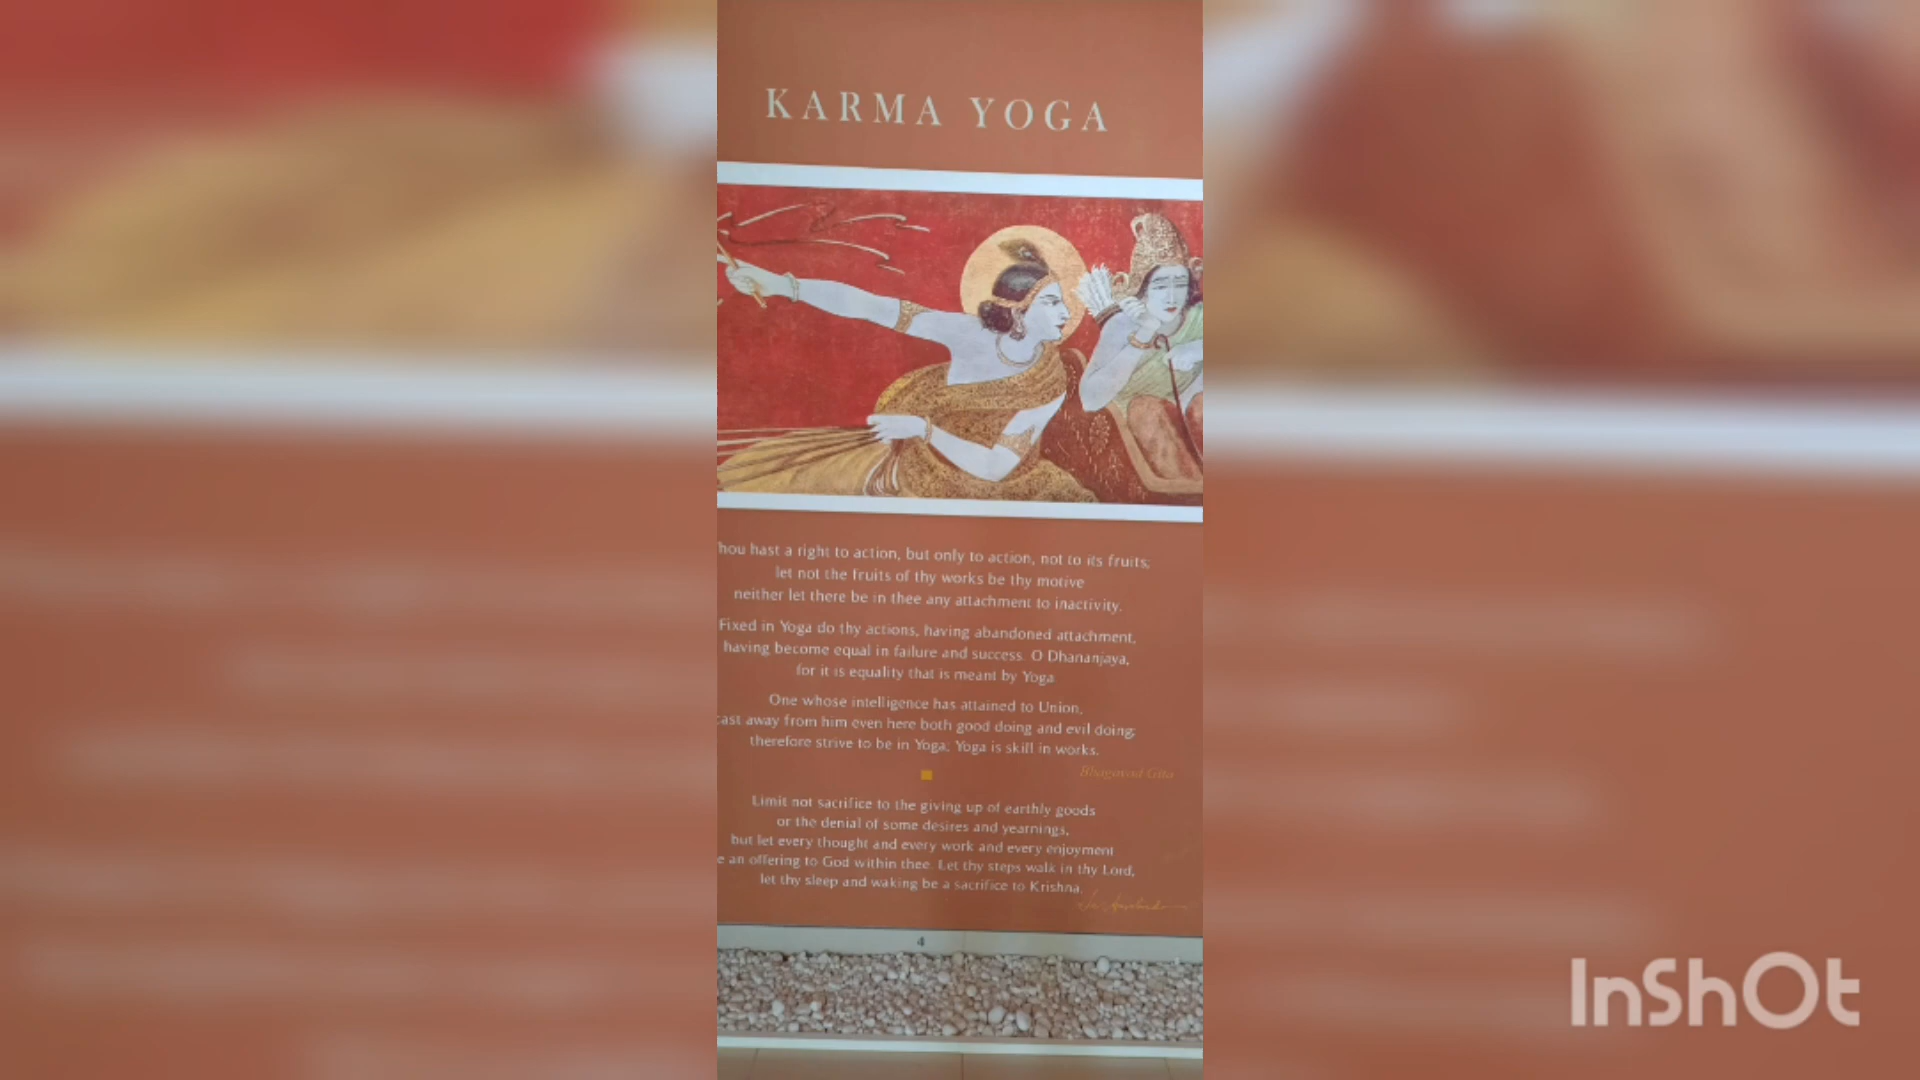 KARMA YOGA
hou hast a right to action, but only to action, not to its fruits;
let not the fruits of thy works be thy motive
neither let there be in thee any attachment to inactivity.
Fixed in Yoga do thy actions, having abandoned attachment,
having become equal in failure and success. O Dhananjaya,
for it is equality that is meant by Yoga.
One whose intelligence has attained to Union,
cast away from him even here both good doing and evil doing;
therefore strive to be in Yoga; Yoga is skill in works.
Bhagavad Gita
Limit not sacrifice to the giving up of earthly goods
or the denial of some desires and yearnings,
but let every thought and every work and every enjoyment
e an offering to God within thee. Let thy steps walk in thy Lord,
let thy sleep and waking be a sacrifice to Krishna.
4
InShOt